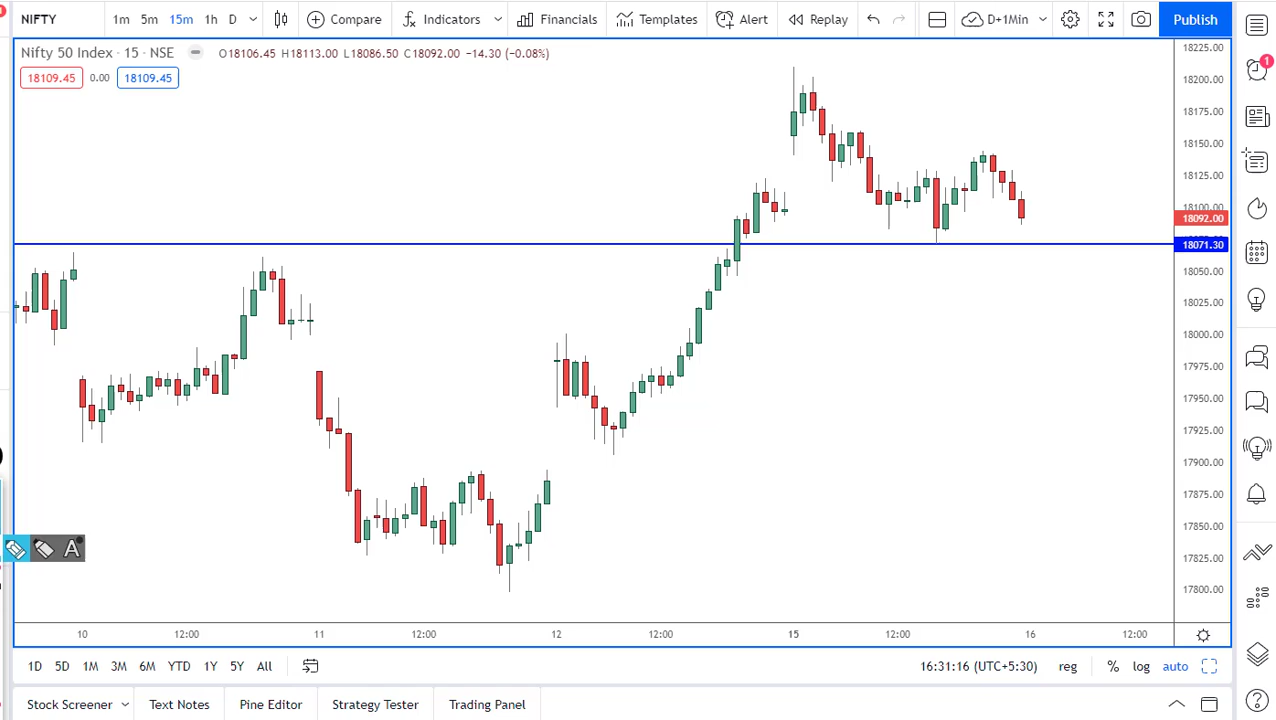 NIFTY 1m 5m 15m 1h D Compare Indicators Financials Templates Alert Replay D+1Min Publish
Nifty 50 Index · 15 · NSE O18106.45 H18113.00 L18086.50 C18092.00 −14.30 (−0.08%)
18109.45 0.00 18109.45
1
18225.00
18200.00
18175.00
18150.00
18125.00
18100.00
18092.00
18071.30
18050.00
18025.00
18000.00
17975.00
17950.00
17925.00
17900.00
17875.00
17850.00
17825.00
17800.00
A
10 12:00 11 12:00 12 12:00 15 12:00 16 12:00
1D 5D 1M 3M 6M YTD 1Y 5Y All 16:31:16 (UTC+5:30) reg % log auto
Stock Screener Text Notes Pine Editor Strategy Tester Trading Panel